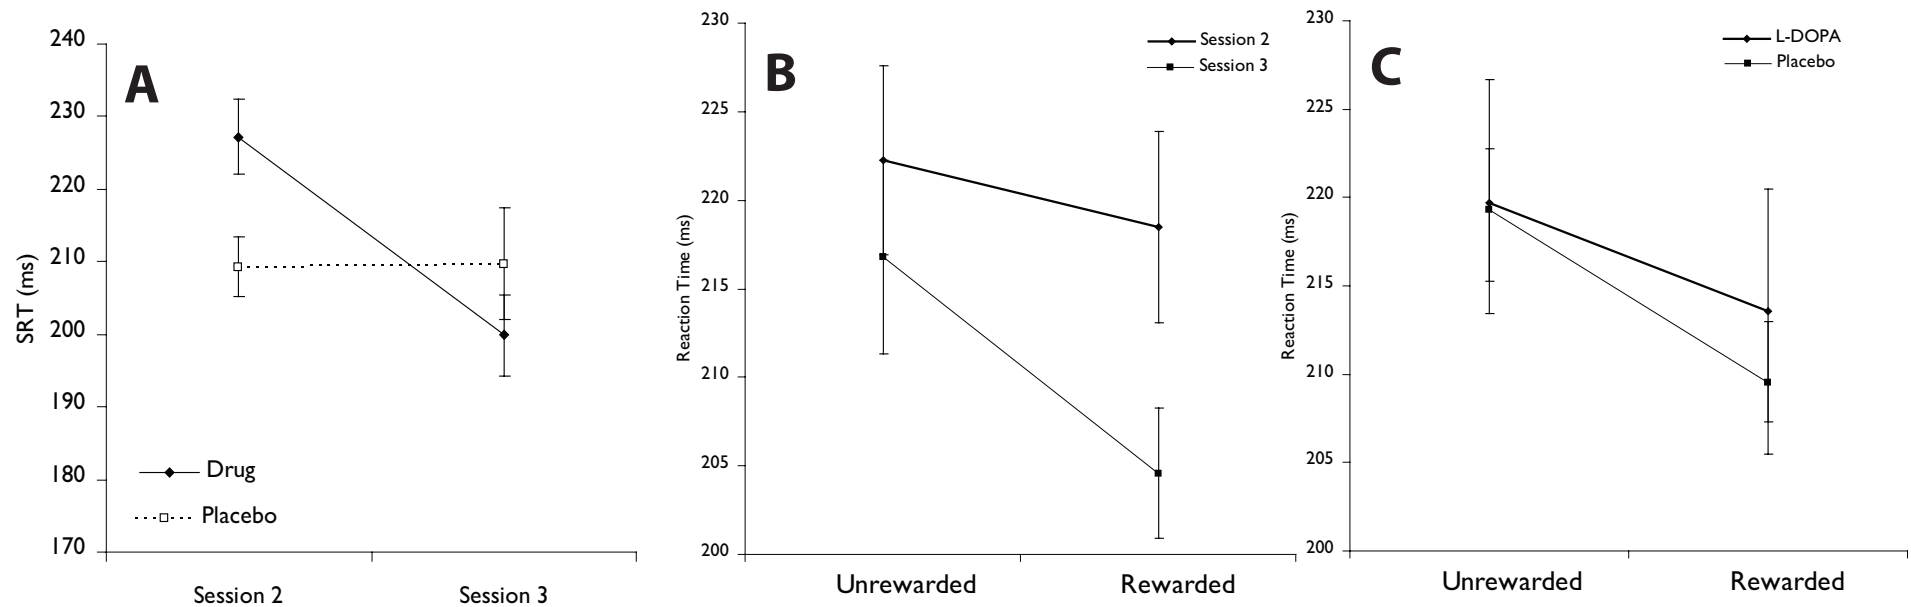 A
SRT (ms)
240
230
220
210
200
190
180
170
Drug
Placebo
Session 2
Session 3
B
Reaction Time (ms)
230
225
220
215
210
205
200
Session 2
Session 3
Unrewarded
Rewarded
C
Reaction Time (ms)
230
225
220
215
210
205
200
L-DOPA
Placebo
Unrewarded
Rewarded